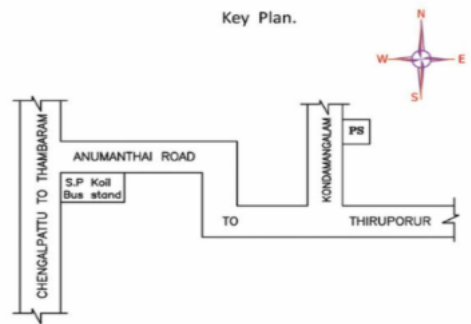 Key Plan.
N
W
E
S
CHENGALPATTU TO THAMBARAM
ANUMANTHAI ROAD
S.P Koil
Bus stand
KONDAMANGALAM
PS
TO
THIRUPORUR